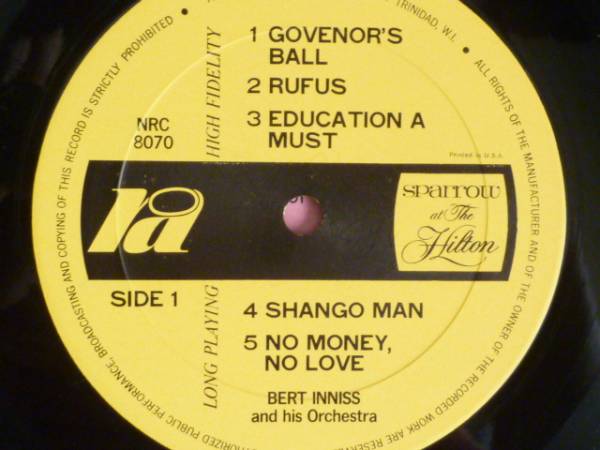 1 GOVENOR'S
BALL
2 RUFUS
3 EDUCATION A
MUST
NRC
8070
HIGH FIDELITY
Printed in U.S.A.
ra
sparrow
at The
Hilton
SIDE 1
LONG PLAYING
4 SHANGO MAN
5 NO MONEY,
NO LOVE
BERT INNISS
and his Orchestra
TRINIDAD, W.I. • ALL RIGHTS OF THE MANUFACTURER AND OF THE OWNER OF THE RECORDED WORK ARE RESERVED
PUBLIC PERFORMANCE, BROADCASTING AND COPYING OF THIS RECORD IS STRICTLY PROHIBITED •